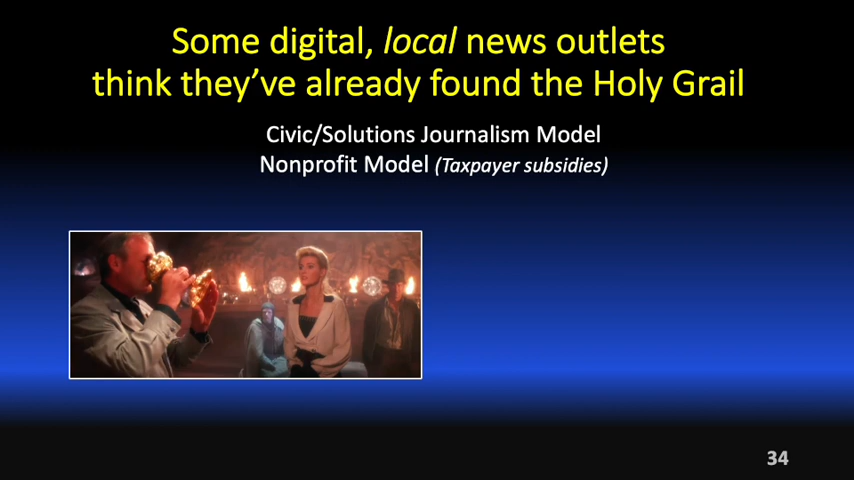 Some digital, local news outlets
think they’ve already found the Holy Grail
Civic/Solutions Journalism Model
Nonprofit Model (Taxpayer subsidies)
34